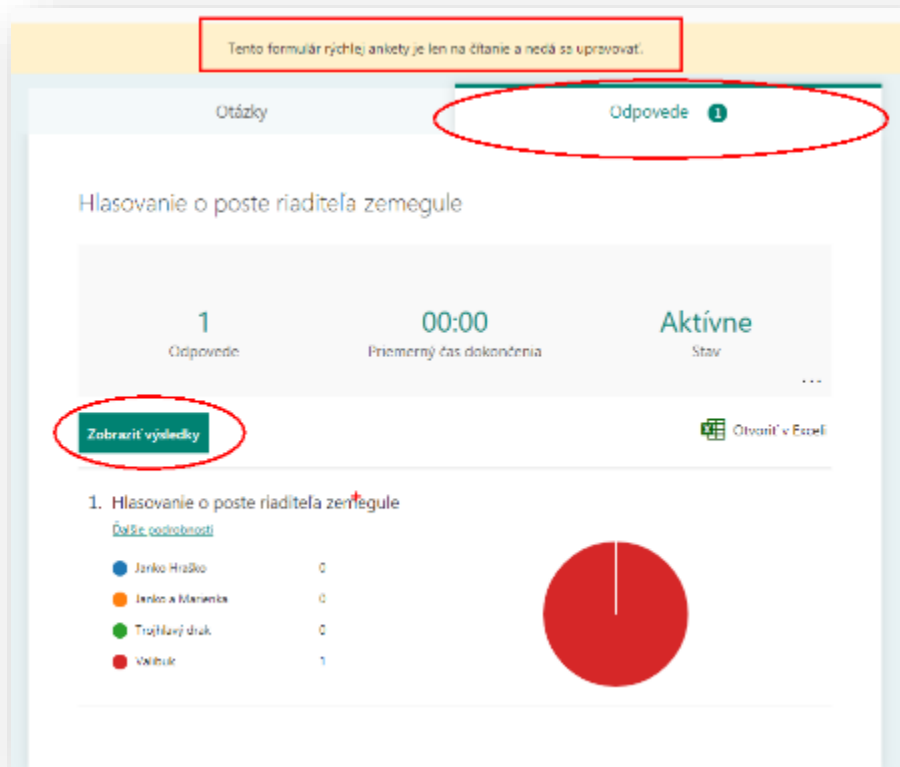 Tento formulár rýchlej ankety je len na čítanie a nedá sa upravovať.
Otázky
Odpovede 1
Hlasovanie o poste riaditeľa zemegule
1 00:00 Aktívne
Odpovede Priemerný čas dokončenia Stav
...
Zobraziť výsledky Otvoriť v Exceli
1. Hlasovanie o poste riaditeľa zemegule
Ďalšie podrobnosti
Janko Hraško 0
Janko a Marienka 0
Trojhlavý drak 0
Valibuk 1